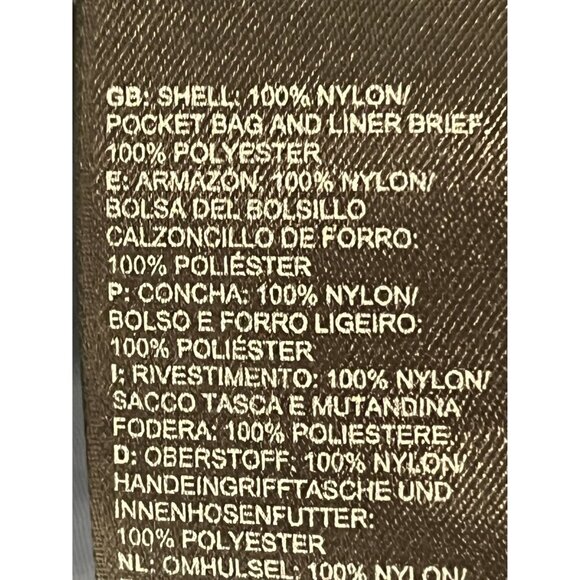 GB: SHELL: 100% NYLON/
POCKET BAG AND LINER BRIEF:
100% POLYESTER
E: ARMAZÓN: 100% NYLON/
BOLSA DEL BOLSILLO
CALZONCILLO DE FORRO:
100% POLIÉSTER
P: CONCHA: 100% NYLON/
BOLSO E FORRO LIGEIRO:
100% POLIÉSTER
I: RIVESTIMENTO: 100% NYLON/
SACCO TASCA E MUTANDINA
FODERA: 100% POLIESTERE
D: OBERSTOFF: 100% NYLON/
HANDEINGRIFFTASCHE UND
INNENHOSENFUTTER:
100% POLYESTER
NL: OMHULSEL: 100% NYLON/